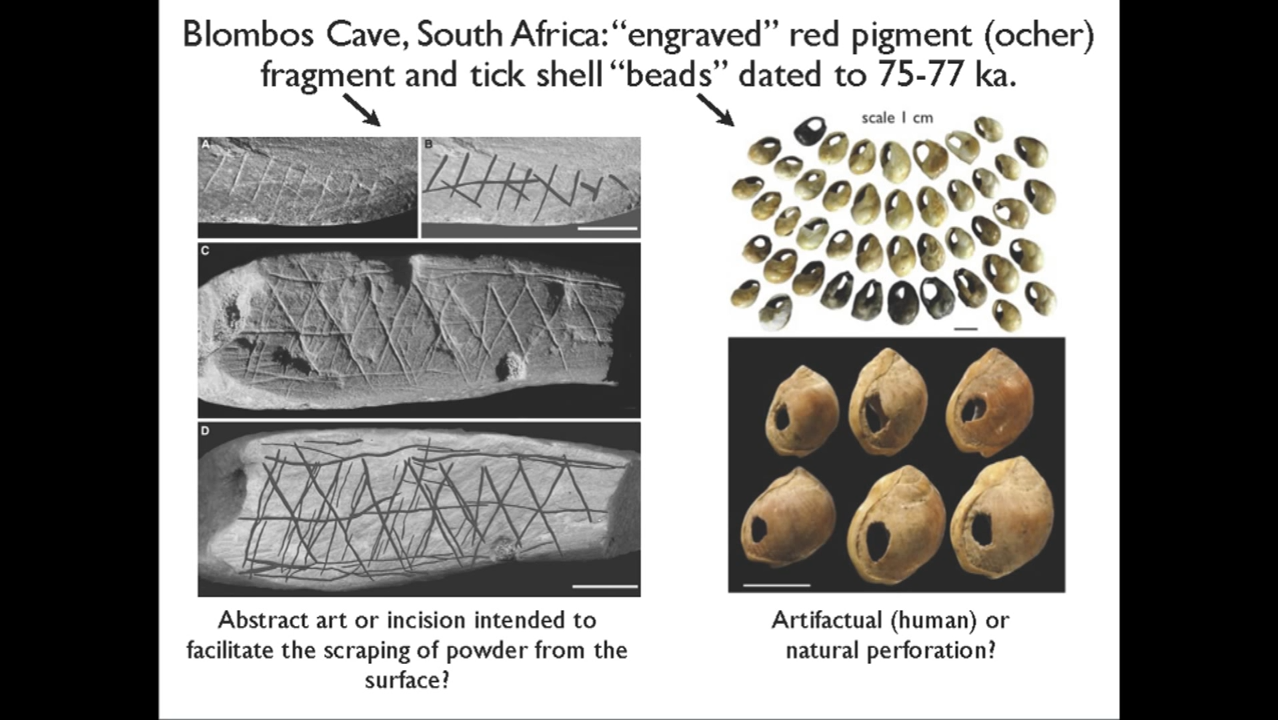 Blombos Cave, South Africa: “engraved” red pigment (ocher)
fragment and tick shell “beads” dated to 75-77 ka.
scale 1 cm
A
B
C
D
Abstract art or incision intended to
facilitate the scraping of powder from the
surface?
Artifactual (human) or
natural perforation?